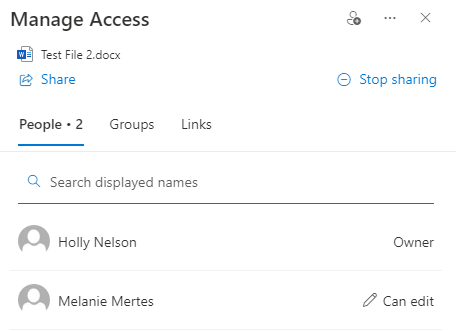 Manage Access
Test File 2.docx
Share
Stop sharing
People • 2 Groups Links
Search displayed names
Holly Nelson Owner
Melanie Mertes Can edit